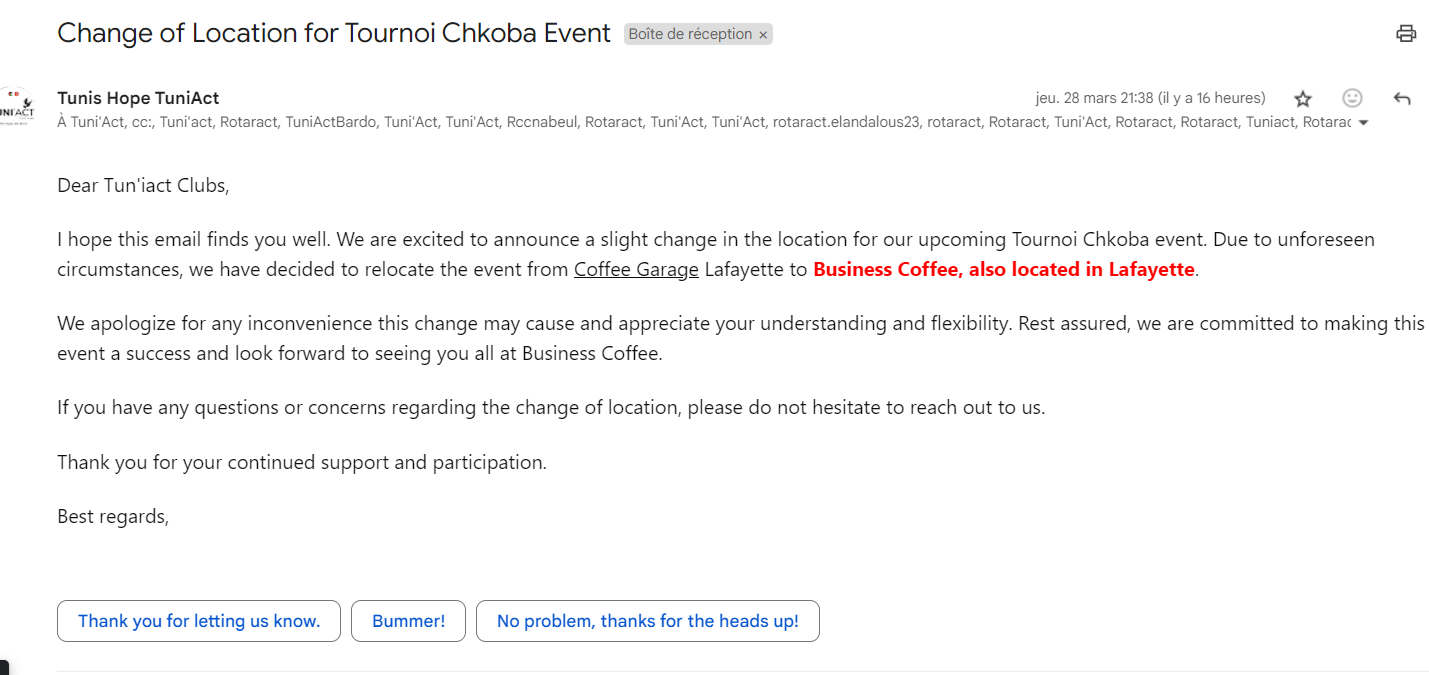 Change of Location for Tournoi Chkoba Event Boîte de réception ×
Tunis Hope TuniAct jeu. 28 mars 21:38 (il y a 16 heures)
À Tuni'Act, cc:, Tuni'act, Rotaract, TuniActBardo, Tuni'Act, Tuni'Act, Rccnabeul, Rotaract, Tuni'Act, Tuni'Act, rotaract.elandalous23, rotaract, Rotaract, Tuni'Act, Rotaract, Rotaract, Tuniact, Rotarac
Dear Tun'iact Clubs,
I hope this email finds you well. We are excited to announce a slight change in the location for our upcoming Tournoi Chkoba event. Due to unforeseen
circumstances, we have decided to relocate the event from Coffee Garage Lafayette to Business Coffee, also located in Lafayette.
We apologize for any inconvenience this change may cause and appreciate your understanding and flexibility. Rest assured, we are committed to making this
event a success and look forward to seeing you all at Business Coffee.
If you have any questions or concerns regarding the change of location, please do not hesitate to reach out to us.
Thank you for your continued support and participation.
Best regards,
Thank you for letting us know. Bummer! No problem, thanks for the heads up!